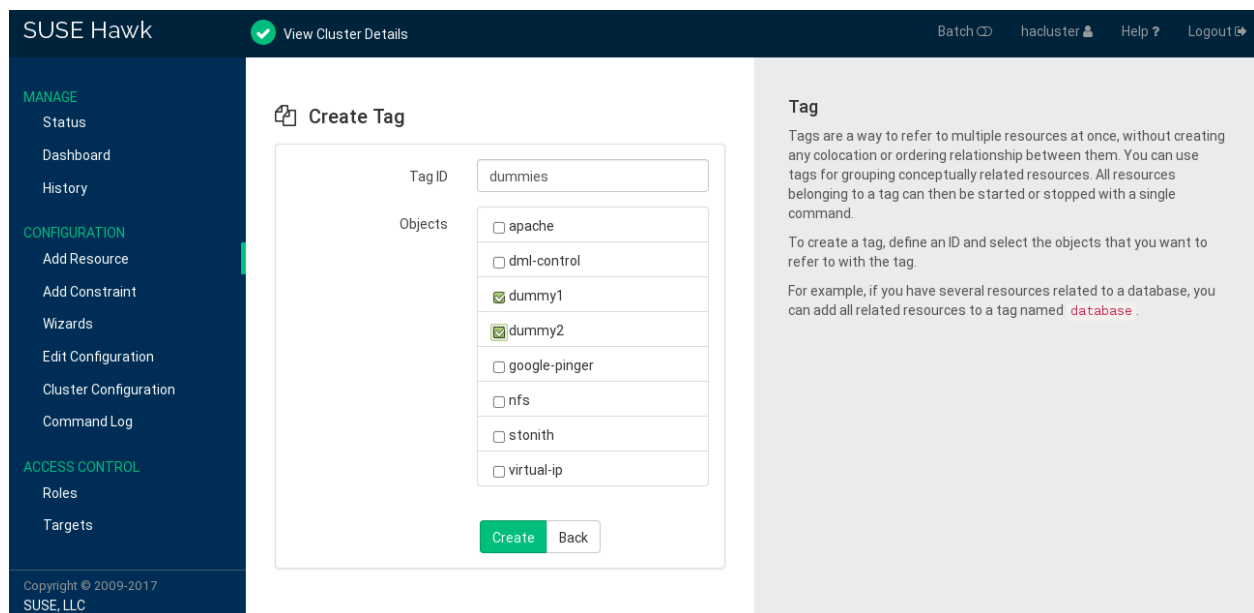 SUSE Hawk
View Cluster Details
Batch
hacluster
Help ?
Logout
MANAGE
Status
Dashboard
History
CONFIGURATION
Add Resource
Add Constraint
Wizards
Edit Configuration
Cluster Configuration
Command Log
ACCESS CONTROL
Roles
Targets
Copyright © 2009-2017
SUSE, LLC
Create Tag
Tag ID
dummies
Objects
apache
dml-control
dummy1
dummy2
google-pinger
nfs
stonith
virtual-ip
Create
Back
Tag
Tags are a way to refer to multiple resources at once, without creating
any colocation or ordering relationship between them. You can use
tags for grouping conceptually related resources. All resources
belonging to a tag can then be started or stopped with a single
command.
To create a tag, define an ID and select the objects that you want to
refer to with the tag.
For example, if you have several resources related to a database, you
can add all related resources to a tag named database.